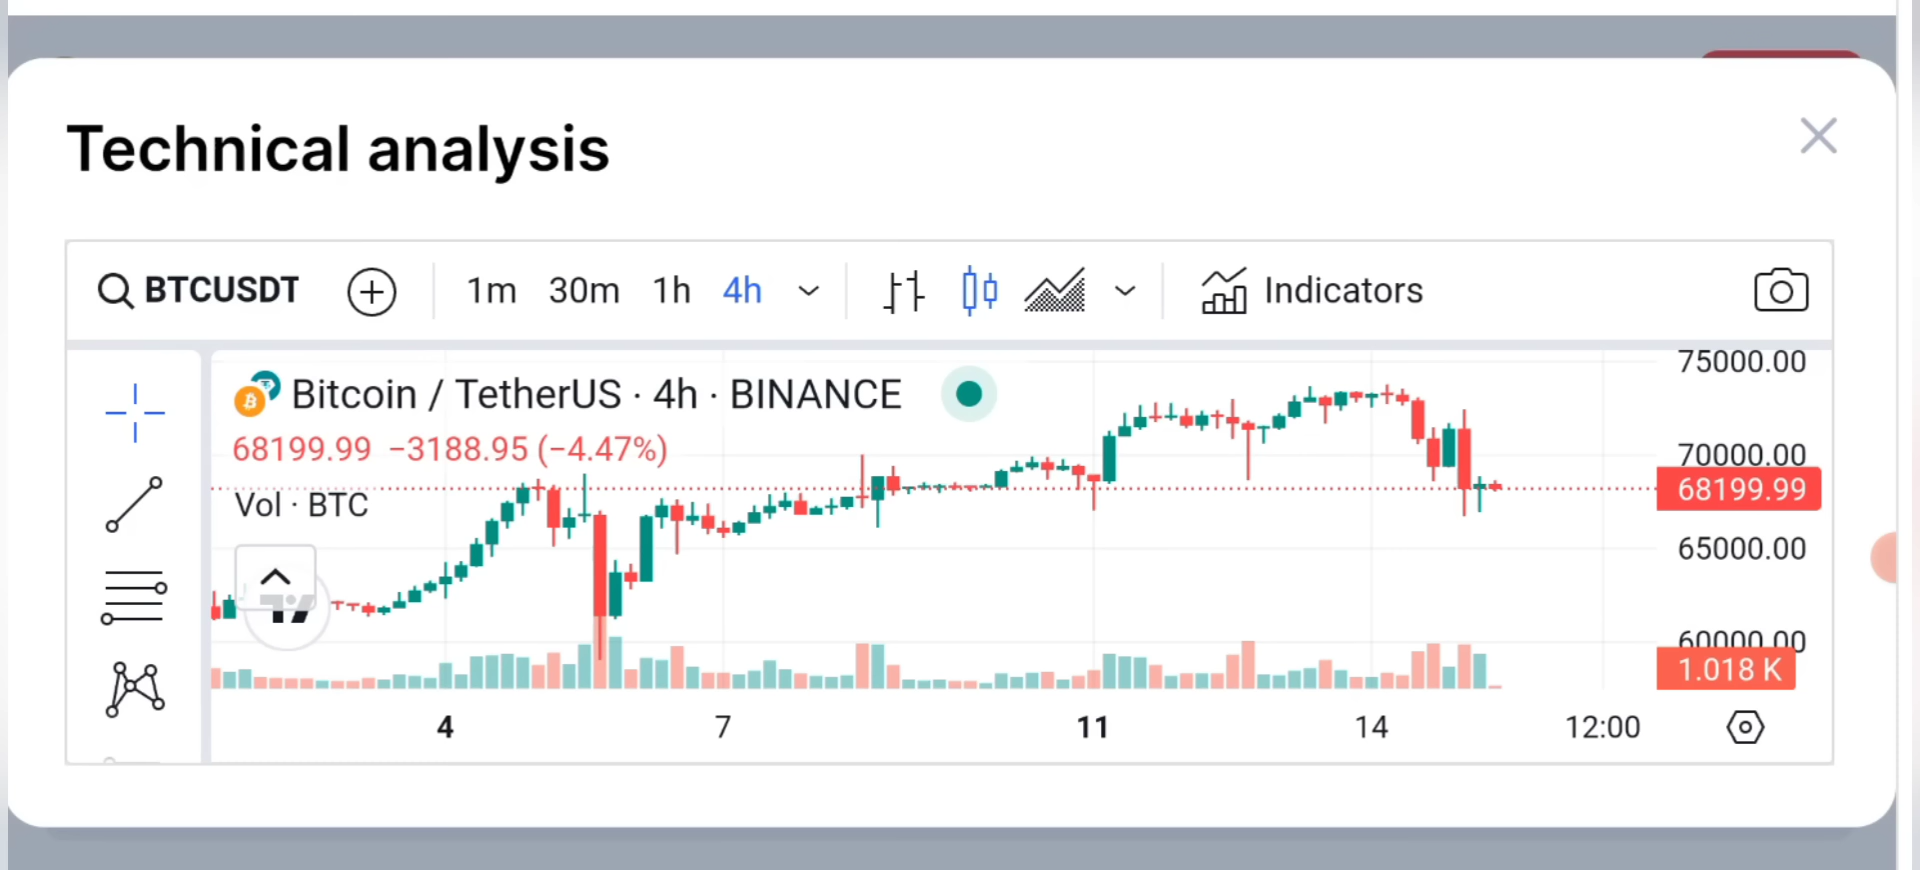 Technical analysis
BTCUSDT 1m 30m 1h 4h Indicators
Bitcoin / TetherUS · 4h · BINANCE
68199.99 −3188.95 (−4.47%)
Vol · BTC
75000.00
70000.00
68199.99
65000.00
60000.00
1.018 K
4 7 11 14 12:00